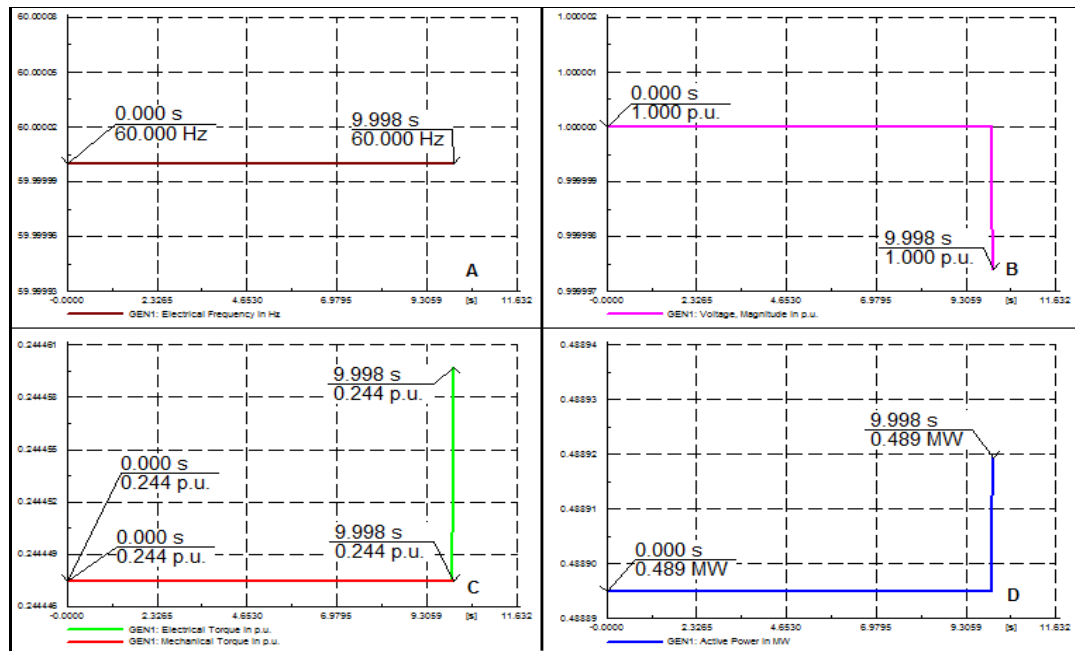 60.00008
60.00005
60.00002
59.99999
59.99996
59.99993
0.000 s
60.000 Hz
9.998 s
60.000 Hz
A
-0.0000 2.3265 4.6530 6.9795 9.3059 [s] 11.632
GEN1: Electrical Frequency in Hz
1.000002
1.000001
1.000000
0.999999
0.999998
0.999997
0.000 s
1.000 p.u.
9.998 s
1.000 p.u.
B
-0.0000 2.3265 4.6530 6.9795 9.3059 [s] 11.632
GEN1: Voltage, Magnitude in p.u.
0.244461
0.244458
0.244455
0.244452
0.244449
0.244446
9.998 s
0.244 p.u.
0.000 s
0.244 p.u.
0.000 s
0.244 p.u.
9.998 s
0.244 p.u.
C
-0.0000 2.3265 4.6530 6.9795 9.3059 [s] 11.632
GEN1: Electrical Torque in p.u.
GEN1: Mechanical Torque in p.u.
0.48894
0.48893
0.48892
0.48891
0.48890
0.48889
9.998 s
0.489 MW
0.000 s
0.489 MW
D
-0.0000 2.3265 4.6530 6.9795 9.3059 [s] 11.632
GEN1: Active Power in MW